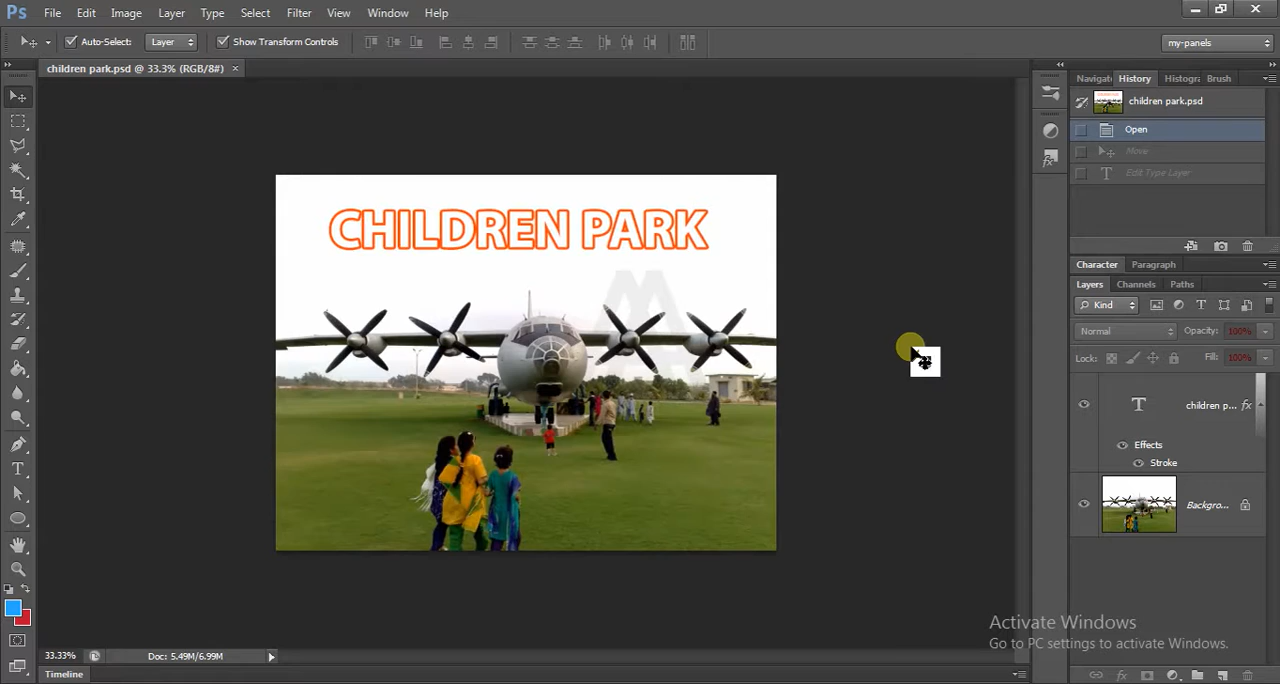 Ps File Edit Image Layer Type Select Filter View Window Help
Auto-Select: Layer Show Transform Controls my-panels
children park.psd @ 33.3% (RGB/8#) ×
Navigat History Histogra Brush
children park.psd
Open
Move
Edit Type Layer
Character Paragraph
Layers Channels Paths
Kind
Normal Opacity: 100%
Lock: Fill: 100%
T children p... fx
Effects
Stroke
Backgro...
CHILDREN PARK
Activate Windows
Go to PC settings to activate Windows.
33.33% Doc: 5.49M/6.99M
Timeline